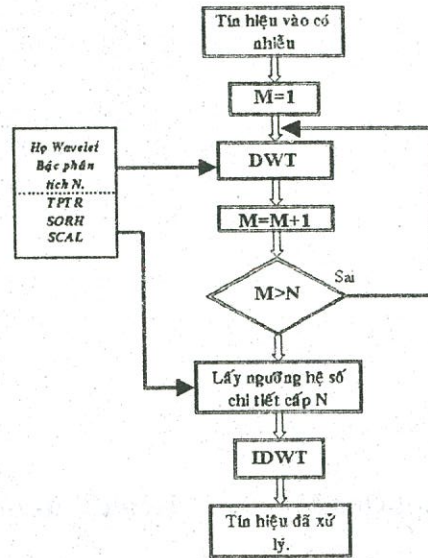 Tín hiệu vào có
nhiễu
M=1
Họ Wavelet
Bậc phân
tích N.
TPTR
SORH
SCAL
DWT
M=M+1
M>N
Sai
Lấy ngưỡng hệ số
chi tiết cấp N
IDWT
Tín hiệu đã xử
lý.